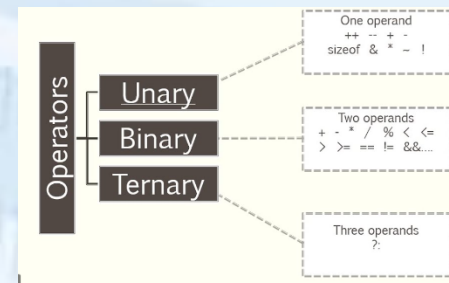 Operators
Unary
Binary
Ternary
One operand
++ -- + -
sizeof & * ~ !
Two operands
+ - * / % < <=
> >= == != &&....
Three operands
?: